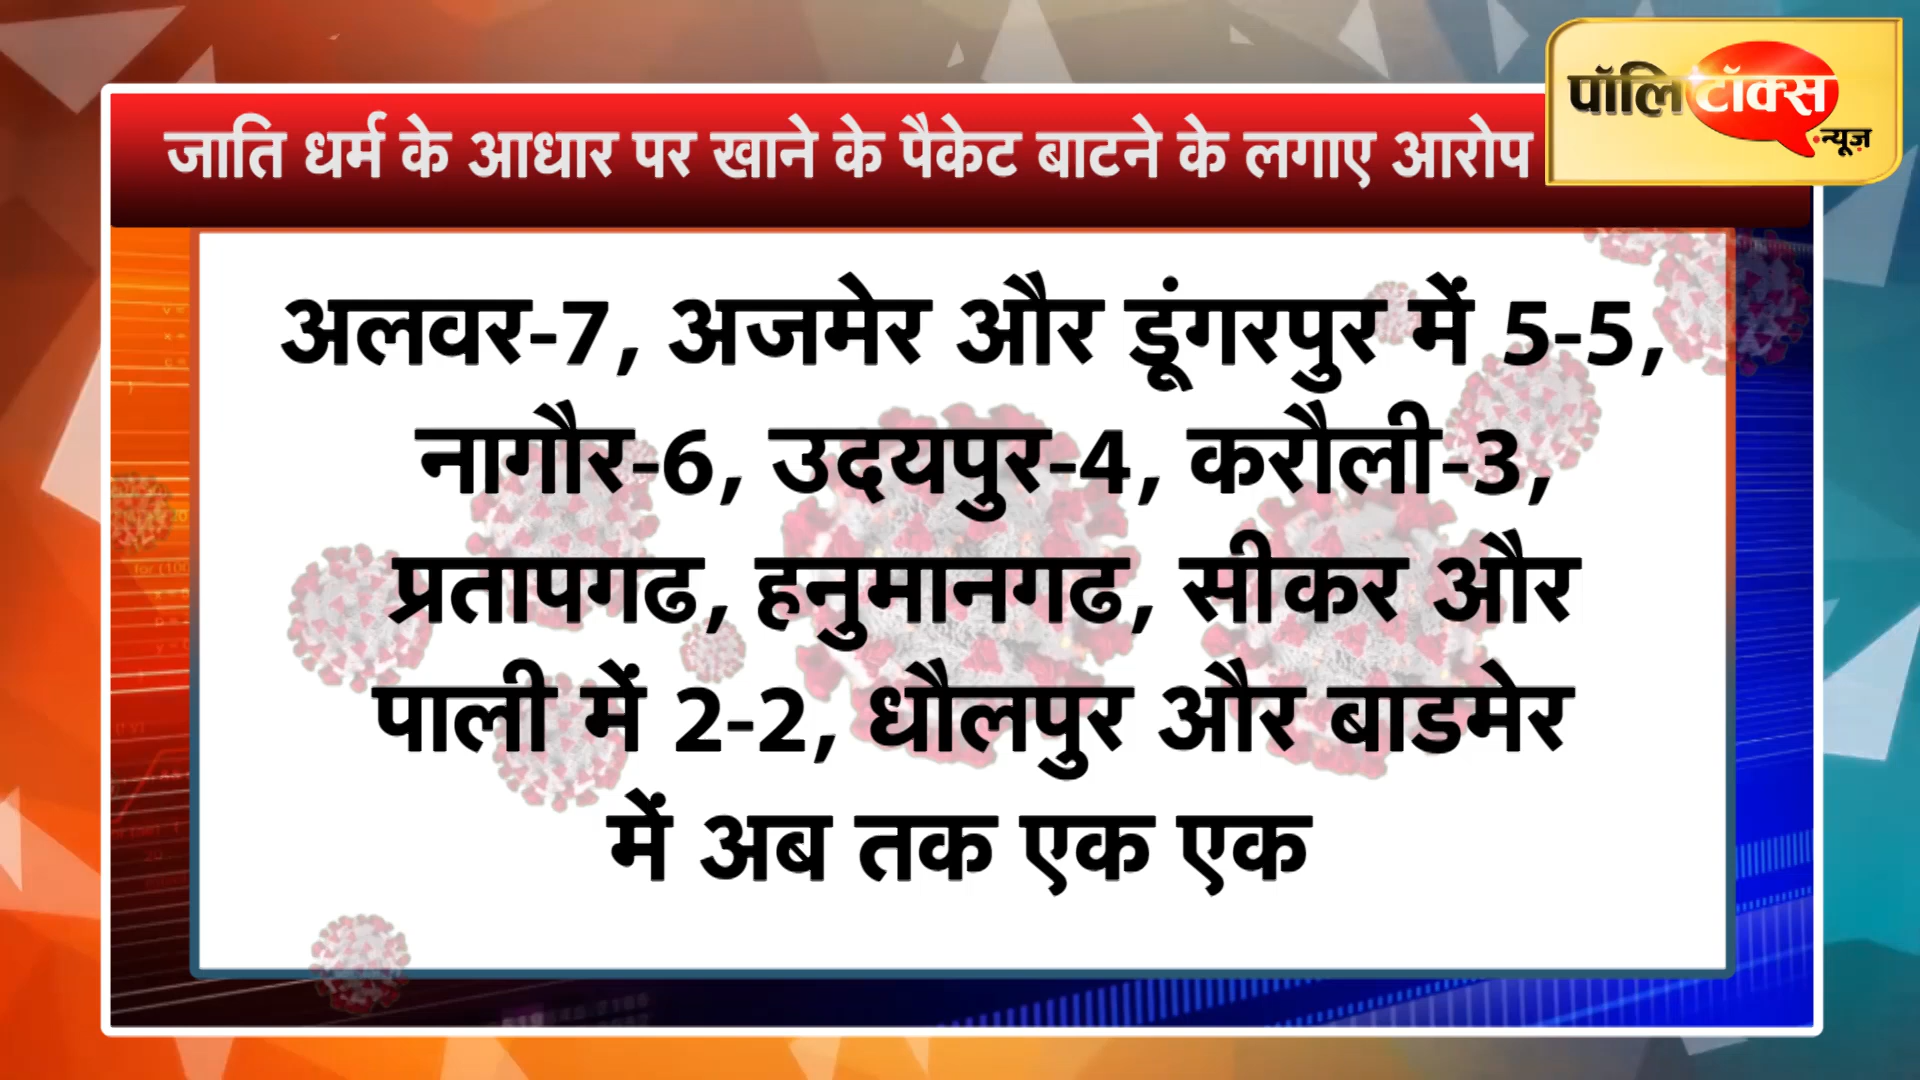 जाति धर्म के आधार पर खाने के पैकेट बाटने के लगाए आरोप
पॉलिटॉक्स
न्यूज़
अलवर-7, अजमेर और डूंगरपुर में 5-5,
नागौर-6, उदयपुर-4, करौली-3,
प्रतापगढ, हनुमानगढ, सीकर और
पाली में 2-2, धौलपुर और बाडमेर
में अब तक एक एक